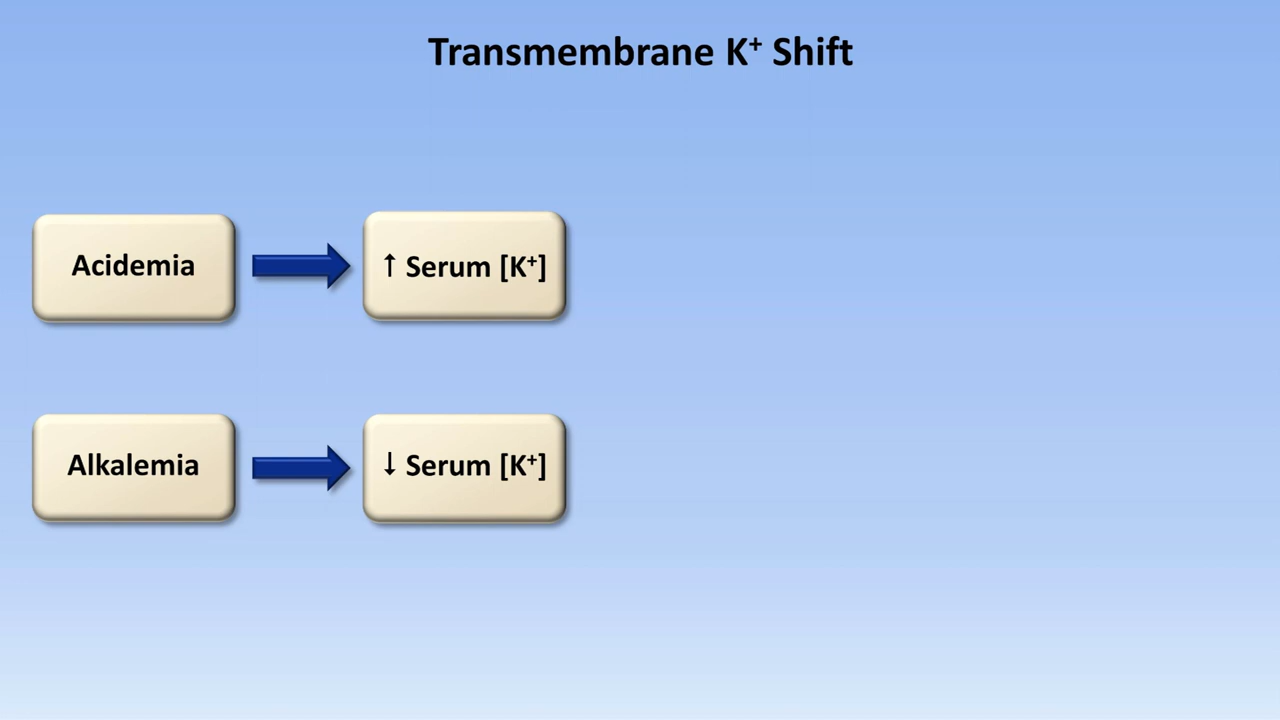 Transmembrane K⁺ Shift
Acidemia
↑ Serum [K⁺]
Alkalemia
↓ Serum [K⁺]